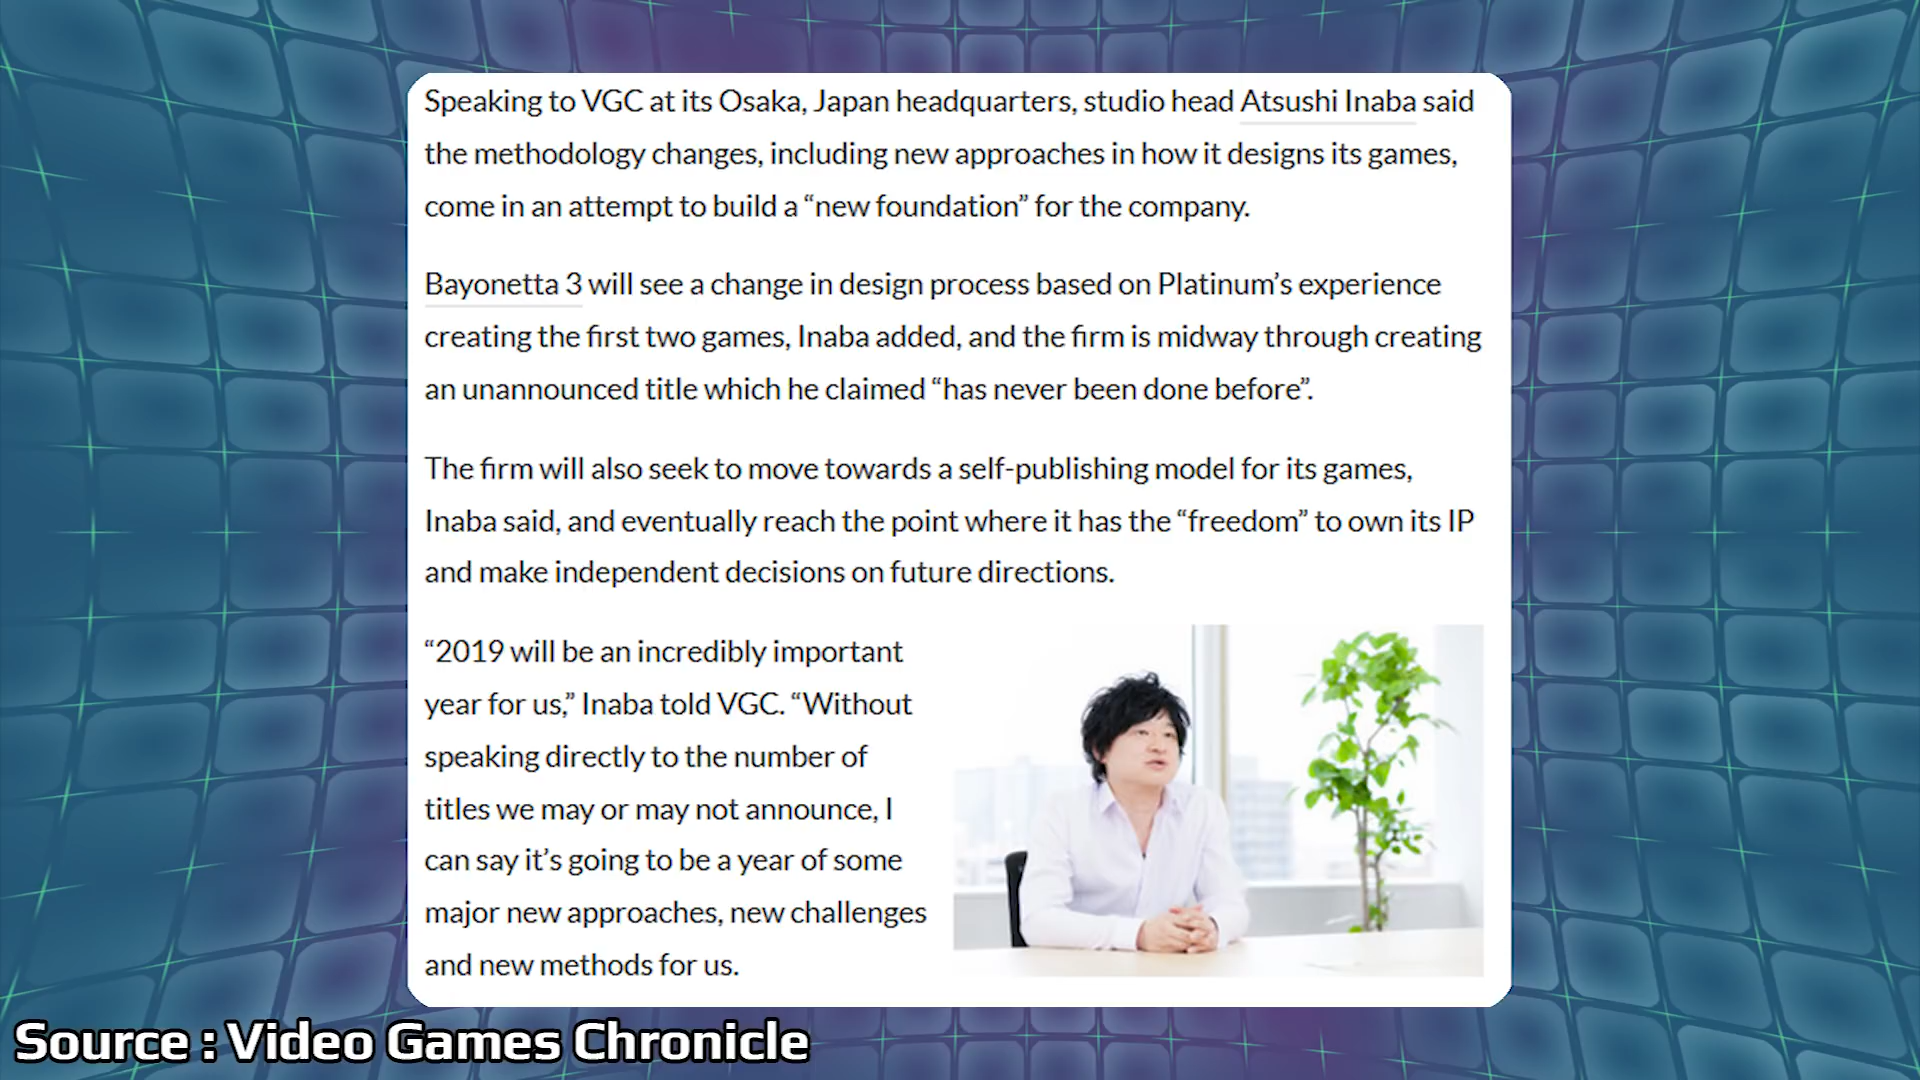 Speaking to VGC at its Osaka, Japan headquarters, studio head Atsushi Inaba said
the methodology changes, including new approaches in how it designs its games,
come in an attempt to build a “new foundation” for the company.
Bayonetta 3 will see a change in design process based on Platinum’s experience
creating the first two games, Inaba added, and the firm is midway through creating
an unannounced title which he claimed “has never been done before”.
The firm will also seek to move towards a self-publishing model for its games,
Inaba said, and eventually reach the point where it has the “freedom” to own its IP
and make independent decisions on future directions.
“2019 will be an incredibly important
year for us,” Inaba told VGC. “Without
speaking directly to the number of
titles we may or may not announce, I
can say it’s going to be a year of some
major new approaches, new challenges
and new methods for us.
Source : Video Games Chronicle